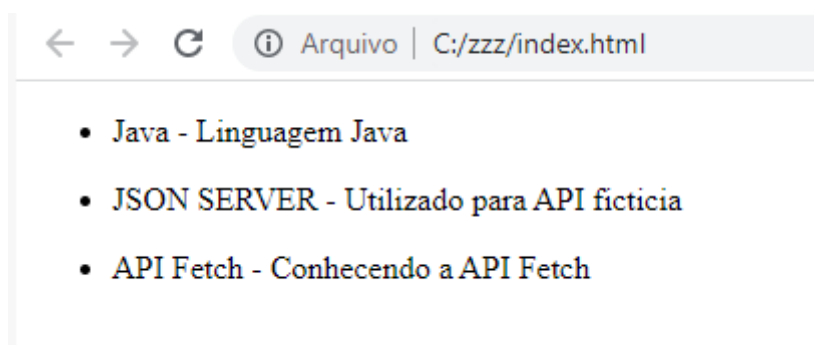 Arquivo | C:/zzz/index.html
• Java - Linguagem Java
• JSON SERVER - Utilizado para API ficticia
• API Fetch - Conhecendo a API Fetch